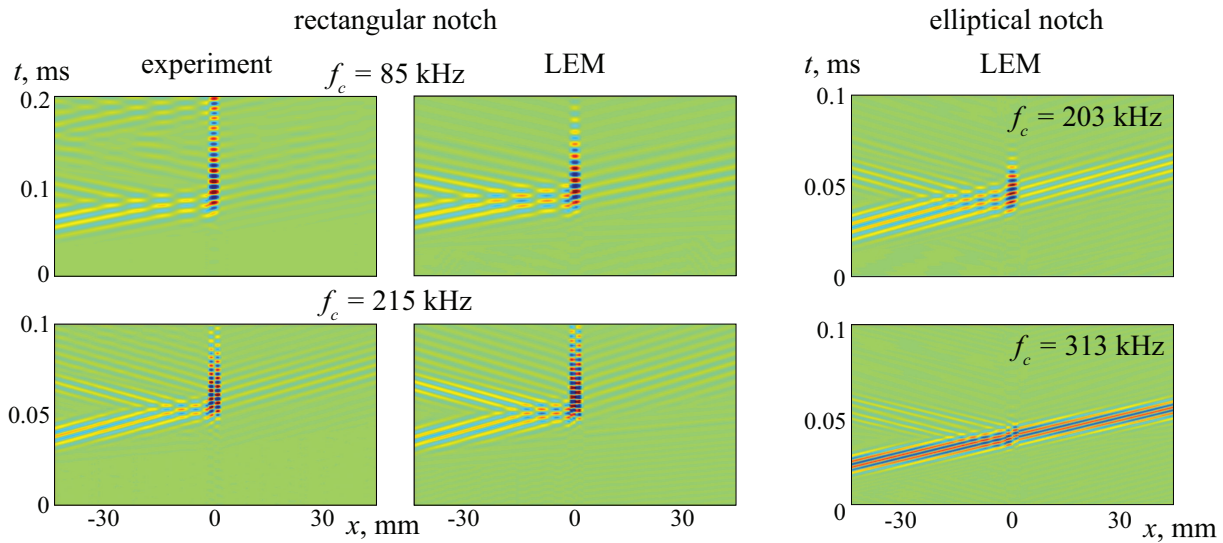 rectangular notch
elliptical notch
t, ms
experiment
LEM
t, ms
LEM
f_c = 85 kHz
0.2
0.1
0
0.1
0.05
0
f_c = 203 kHz
f_c = 215 kHz
0.1
0.05
0
0.1
0.05
0
f_c = 313 kHz
-30
0
30
x, mm
-30
0
30
-30
0
30
x, mm